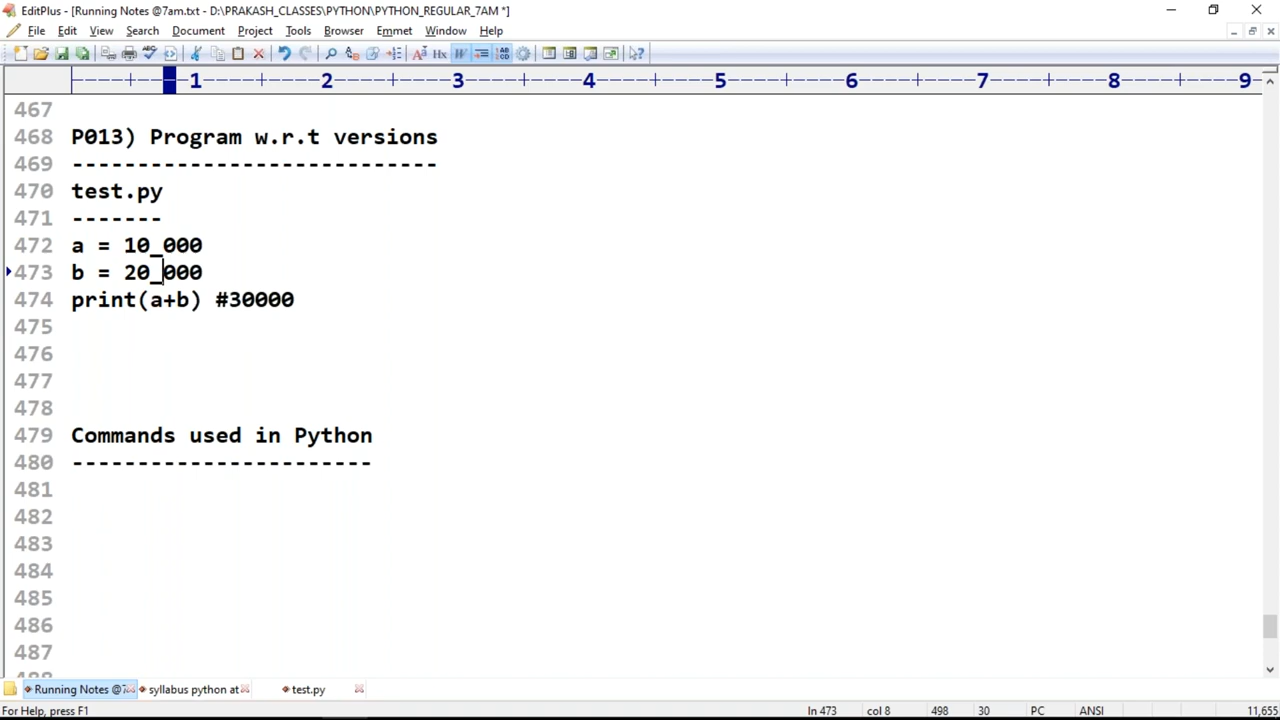 EditPlus - [Running Notes @7am.txt - D:\PRAKASH_CLASSES\PYTHON\PYTHON_REGULAR_7AM *]
File Edit View Search Document Project Tools Browser Emmet Window Help
1 2 3 4 5 6 7 8 9
467
468 P013) Program w.r.t versions
469 ----------------------------
470 test.py
471 -------
472 a = 10_000
473 b = 20_000
474 print(a+b) #30000
475
476
477
478
479 Commands used in Python
480 -----------------------
481
482
483
484
485
486
487
488
Running Notes @7 syllabus python at test.py
For Help, press F1 ln 473 col 8 498 30 PC ANSI 11,655